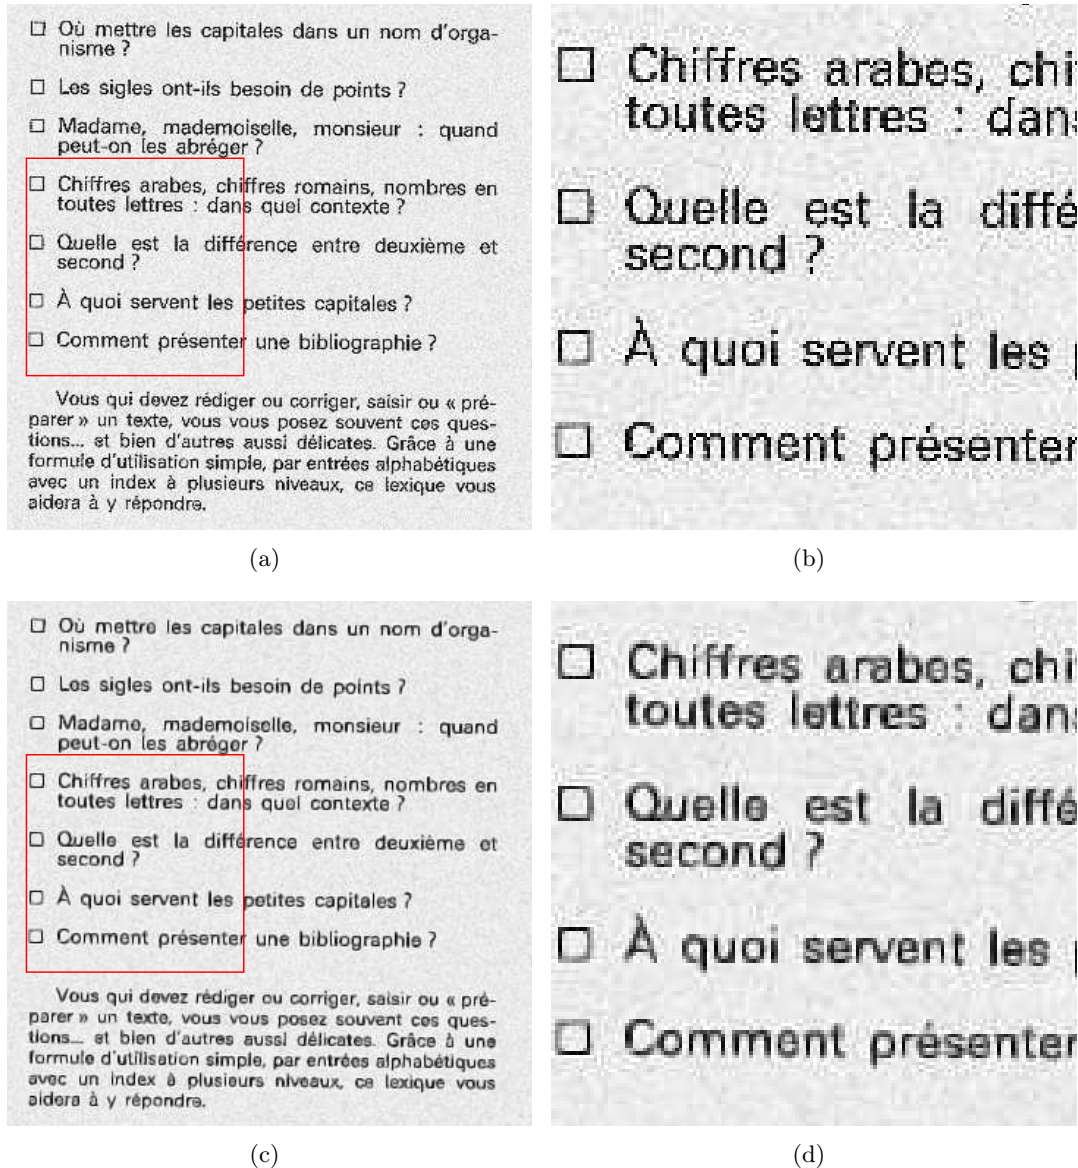 □ Où mettre les capitales dans un nom d'orga-
nisme ?
□ Les sigles ont-ils besoin de points ?
□ Madame, mademoiselle, monsieur : quand
peut-on les abréger ?
□ Chiffres arabes, chiffres romains, nombres en
toutes lettres : dans quel contexte ?
□ Quelle est la différence entre deuxième et
second ?
□ À quoi servent les petites capitales ?
□ Comment présenter une bibliographie ?
Vous qui devez rédiger ou corriger, saisir ou « pré-
parer » un texte, vous vous posez souvent ces ques-
tions... et bien d'autres aussi délicates. Grâce à une
formule d'utilisation simple, par entrées alphabétiques
avec un index à plusieurs niveaux, ce lexique vous
aidera à y répondre.
(a)
□ Chiffres arabes, chi
toutes lettres : dans
□ Quelle est la diffé
second ?
□ À quoi servent les p
□ Comment présenter
(b)
□ Où mettre les capitales dans un nom d'orga-
nisme ?
□ Les sigles ont-ils besoin de points ?
□ Madame, mademoiselle, monsieur : quand
peut-on les abréger ?
□ Chiffres arabes, chiffres romains, nombres en
toutes lettres : dans quel contexte ?
□ Quelle est la différence entre deuxième et
second ?
□ À quoi servent les petites capitales ?
□ Comment présenter une bibliographie ?
Vous qui devez rédiger ou corriger, saisir ou « pré-
parer » un texte, vous vous posez souvent ces ques-
tions... et bien d'autres aussi délicates. Grâce à une
formule d'utilisation simple, par entrées alphabétiques
avec un index à plusieurs niveaux, ce lexique vous
aidera à y répondre.
(c)
□ Chiffres arabes, chi
toutes lettres : dans
□ Quelle est la diffé
second ?
□ À quoi servent les p
□ Comment présenter
(d)